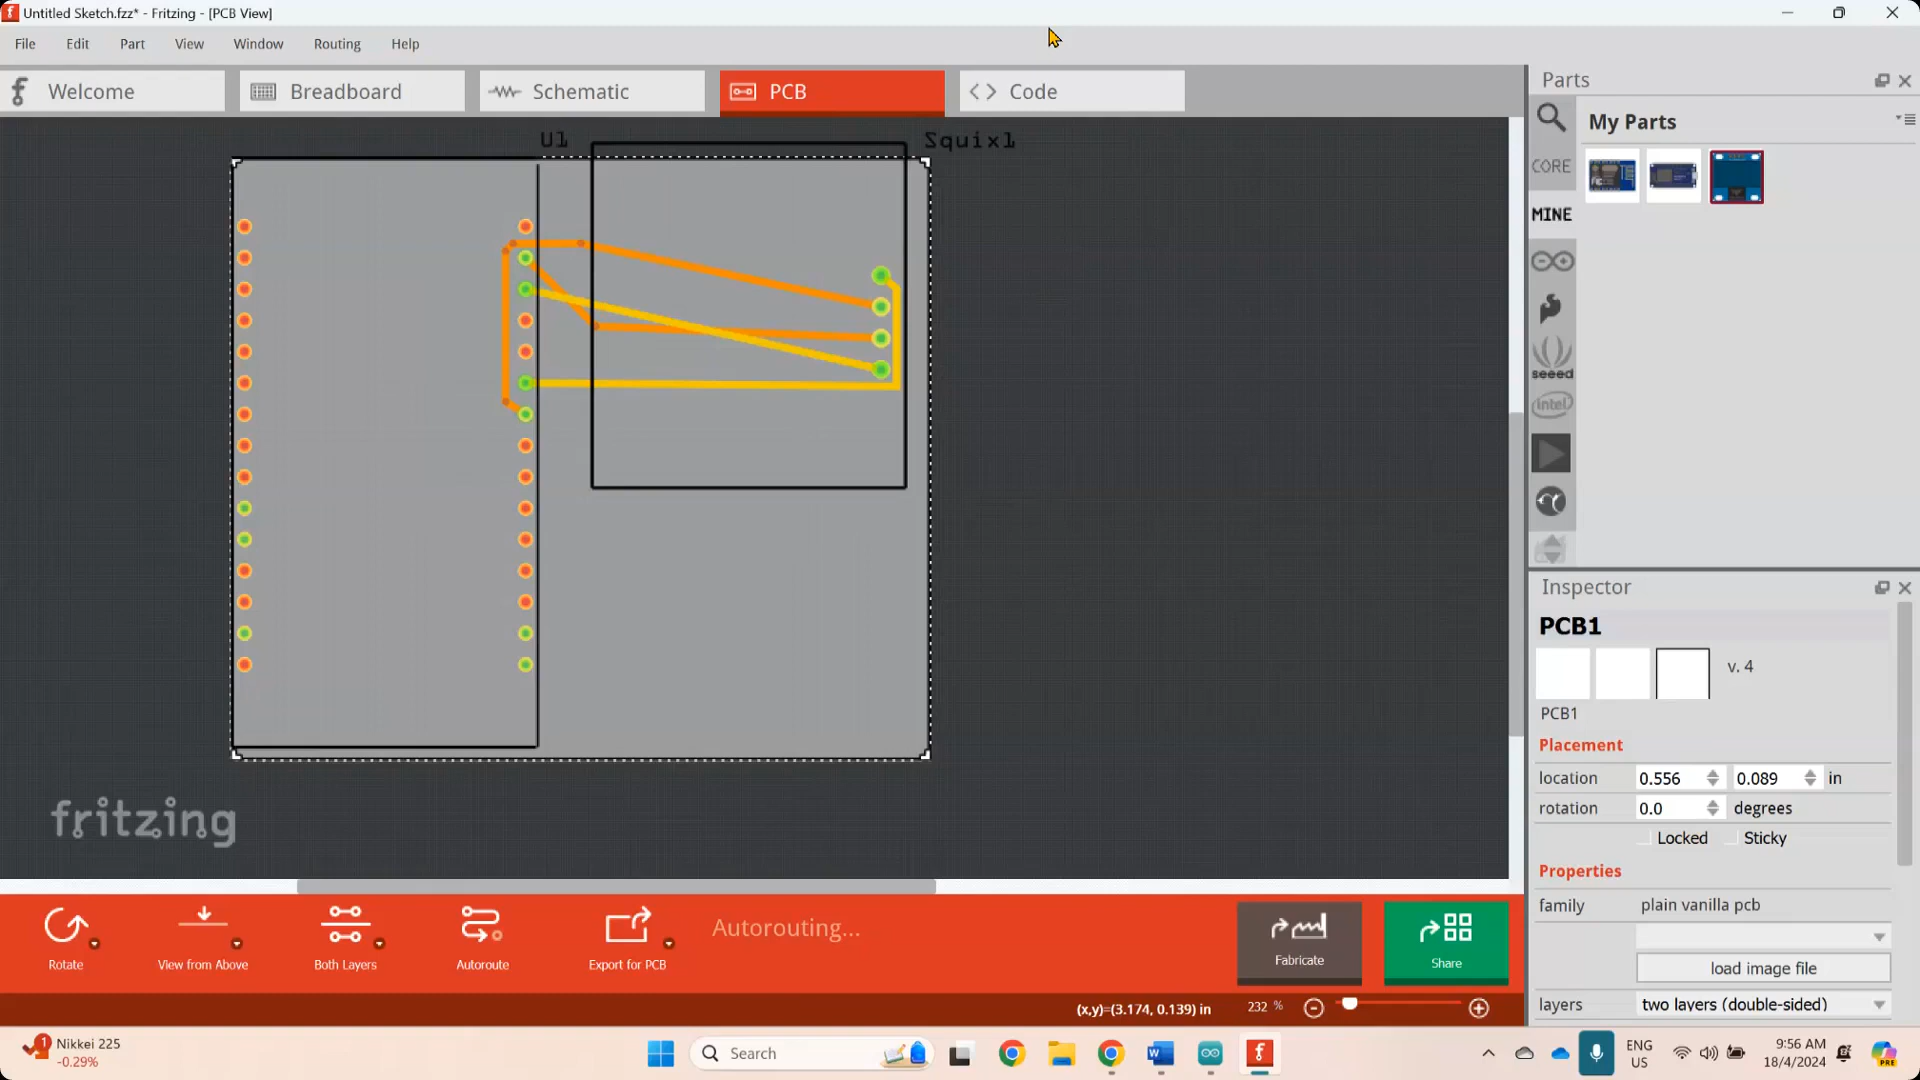 Untitled Sketch.fzz* - Fritzing - [PCB View]
File Edit Part View Window Routing Help
Welcome Breadboard Schematic PCB Code
Parts
My Parts
CORE
MINE
seeed
intel
U1
Squix1
fritzing
Inspector
PCB1
v. 4
PCB1
Placement
location 0.556 0.089 in
rotation 0.0 degrees
Locked Sticky
Properties
family plain vanilla pcb
load image file
layers two layers (double-sided)
Rotate
View from Above
Both Layers
Autoroute
Export for PCB
Autorouting...
Fabricate
Share
(x,y)=(3.174, 0.139) in 232 %
1
Nikkei 225
-0.29%
Search
ENG
US
9:56 AM
18/4/2024
PRE